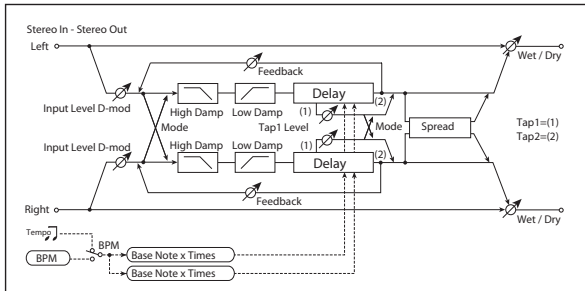 Stereo In - Stereo Out
Left
Wet / Dry
Feedback
Input Level D-mod
High Damp
Low Damp
Delay
(1)
(2)
Mode
Tap1 Level
Mode
Spread
Tap1=(1)
Tap2=(2)
Input Level D-mod
High Damp
Low Damp
(1)
Delay
(2)
Feedback
Right
Wet / Dry
Tempo
BPM
BPM
Base Note x Times
Base Note x Times